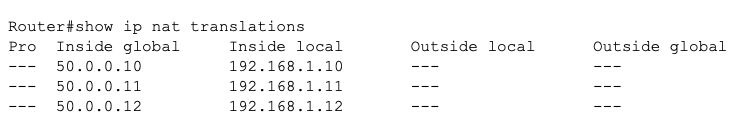 Router#show ip nat translations
Pro  Inside global     Inside local       Outside local      Outside global
---  50.0.0.10         192.168.1.10       ---                ---
---  50.0.0.11         192.168.1.11       ---                ---
---  50.0.0.12         192.168.1.12       ---                ---